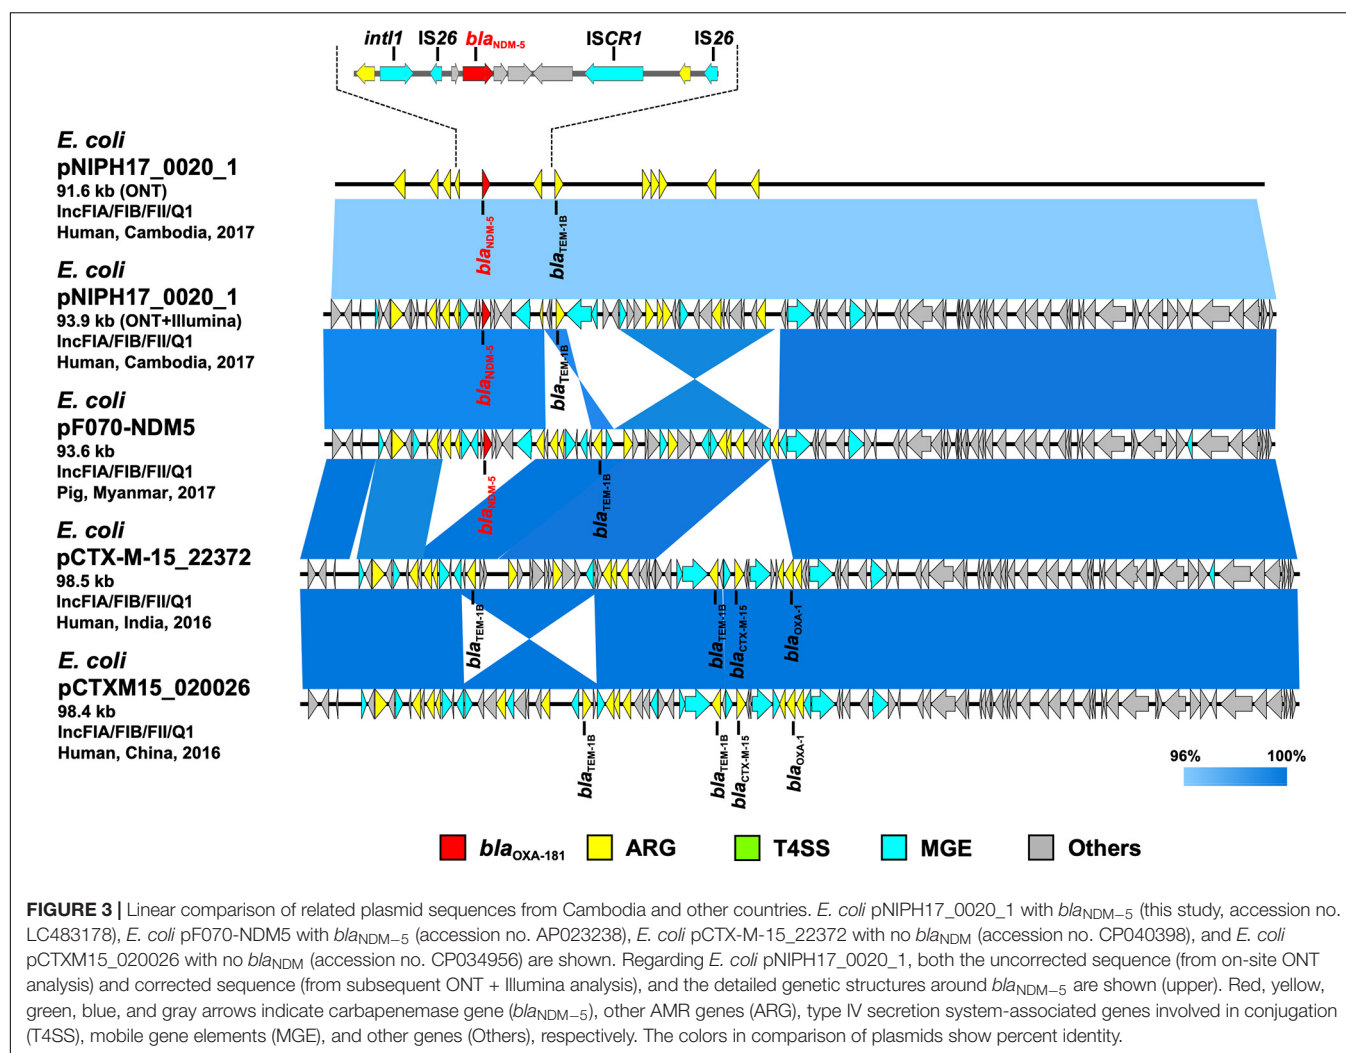 intI1 IS26 blaNDM-5 ISCR1 IS26
E. coli
pNIPH17_0020_1
91.6 kb (ONT)
IncFIA/FIB/FII/Q1
Human, Cambodia, 2017
blaNDM-5
blaTEM-1B
E. coli
pNIPH17_0020_1
93.9 kb (ONT+Illumina)
IncFIA/FIB/FII/Q1
Human, Cambodia, 2017
blaNDM-5
blaTEM-1B
E. coli
pF070-NDM5
93.6 kb
IncFIA/FIB/FII/Q1
Pig, Myanmar, 2017
blaNDM-5
blaTEM-1B
E. coli
pCTX-M-15_22372
98.5 kb
IncFIA/FIB/FII/Q1
Human, India, 2016
blaTEM-1B
blaTEM-1B
blaCTX-M-15
blaOXA-1
E. coli
pCTXM15_020026
98.4 kb
IncFIA/FIB/FII/Q1
Human, China, 2016
blaTEM-1B
blaTEM-1B
blaCTX-M-15
blaOXA-1
96% 100%
blaOXA-181 ARG T4SS MGE Others
FIGURE 3 | Linear comparison of related plasmid sequences from Cambodia and other countries. E. coli pNIPH17_0020_1 with blaNDM−5 (this study, accession no.
LC483178), E. coli pF070-NDM5 with blaNDM−5 (accession no. AP023238), E. coli pCTX-M-15_22372 with no blaNDM (accession no. CP040398), and E. coli
pCTXM15_020026 with no blaNDM (accession no. CP034956) are shown. Regarding E. coli pNIPH17_0020_1, both the uncorrected sequence (from on-site ONT
analysis) and corrected sequence (from subsequent ONT + Illumina analysis), and the detailed genetic structures around blaNDM−5 are shown (upper). Red, yellow,
green, blue, and gray arrows indicate carbapenemase gene (blaNDM−5), other AMR genes (ARG), type IV secretion system-associated genes involved in conjugation
(T4SS), mobile gene elements (MGE), and other genes (Others), respectively. The colors in comparison of plasmids show percent identity.